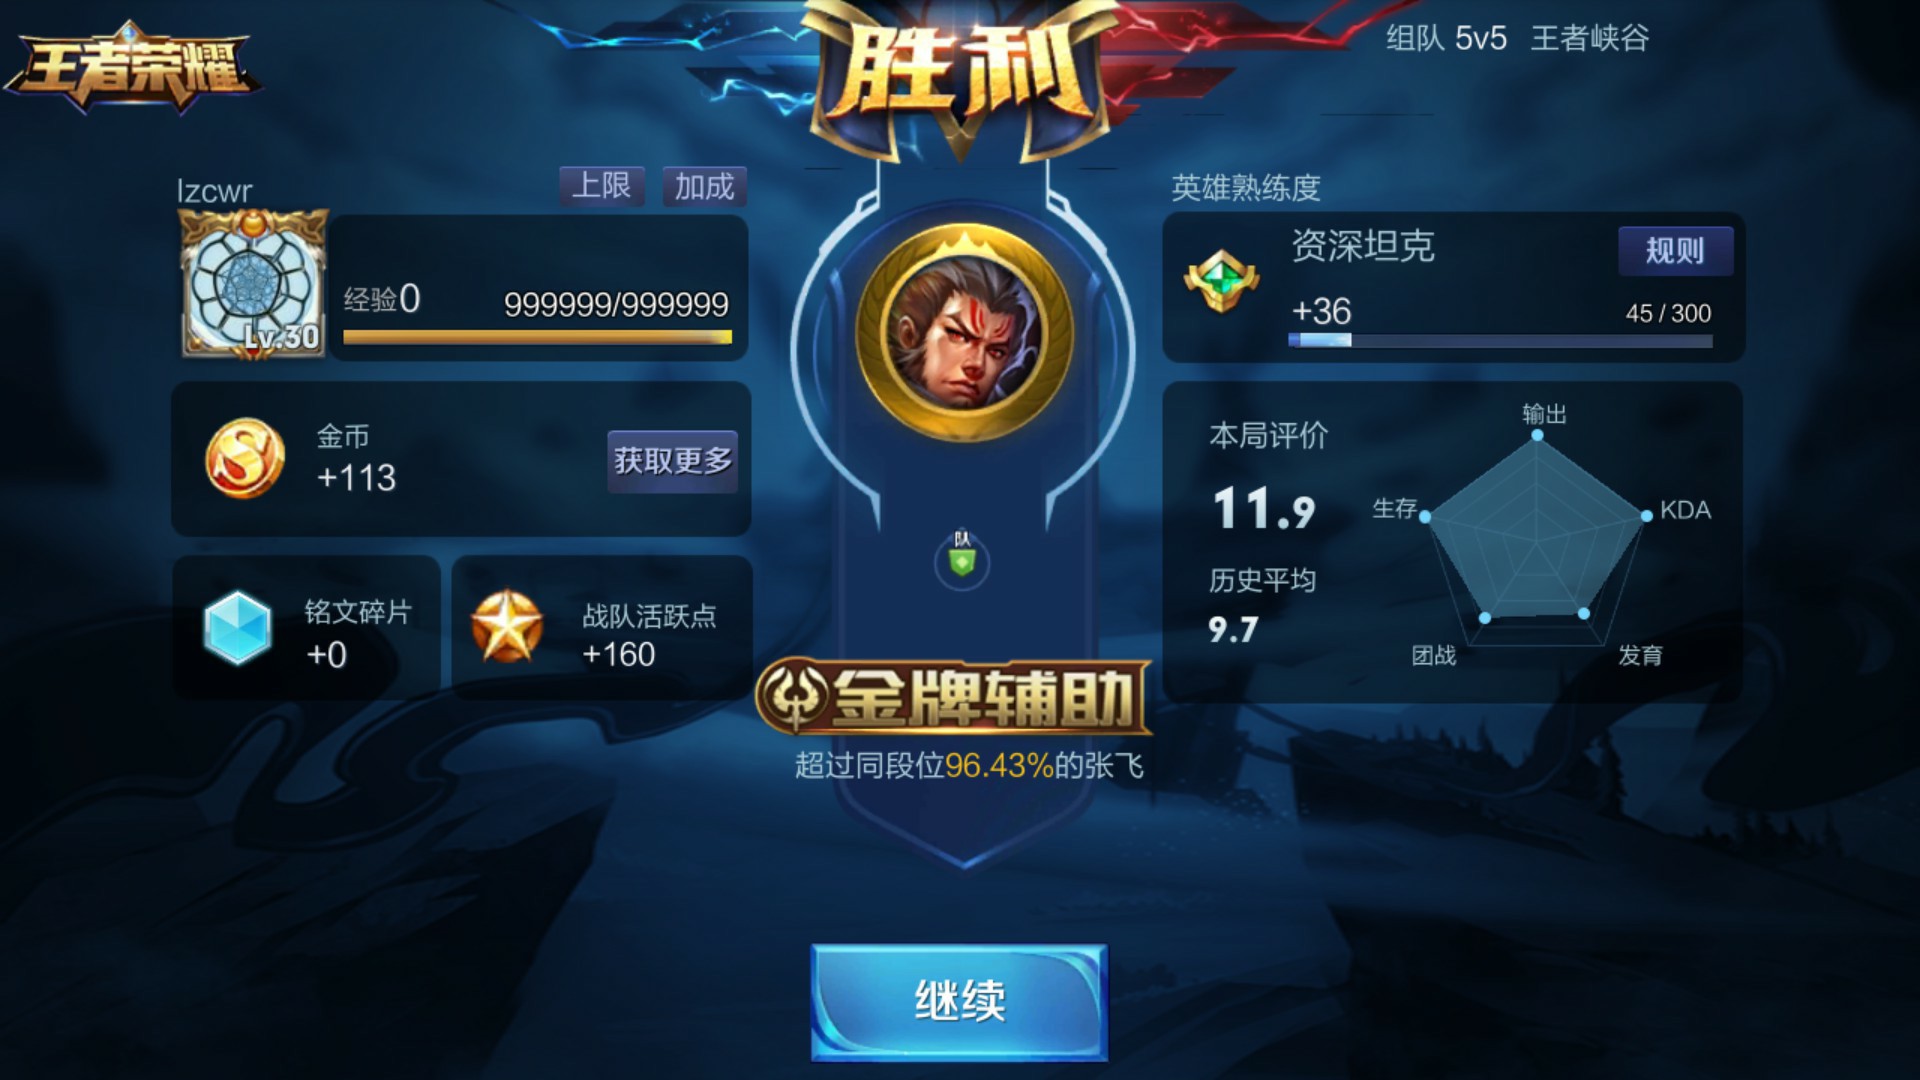 王者荣耀
胜利
组队 5v5 王者峡谷
lzcwr
上限
加成
Lv.30
经验0
999999/999999
金币
+113
获取更多
铭文碎片
+0
战队活跃点
+160
队
金牌辅助
超过同段位96.43%的张飞
英雄熟练度
资深坦克
规则
+36
45 / 300
本局评价
11.9
历史平均
9.7
输出
生存
KDA
团战
发育
继续